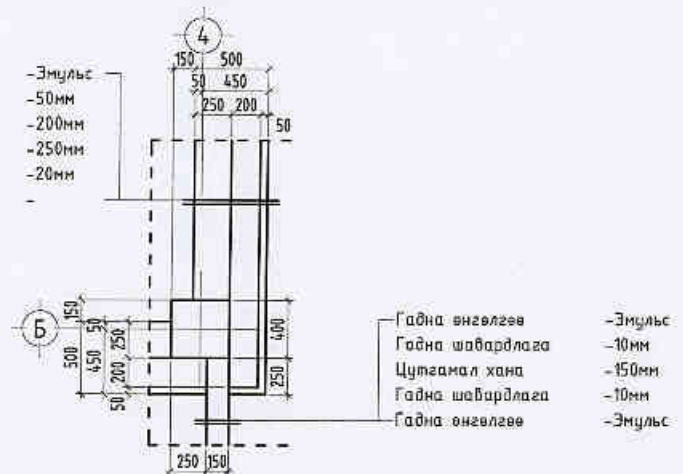 4
150 500
50 450
250 200
50
-Эмульс
-50мм
-200мм
-250мм
-20мм
-
Б
150
500
50
450
50
250
200
400
250
250 150
Гадна өнгөлгөө -Эмульс
Гадна шавардлага -10мм
Цутгамал хана -150мм
Гадна шавардлага -10мм
Гадна өнгөлгөө -Эмульс